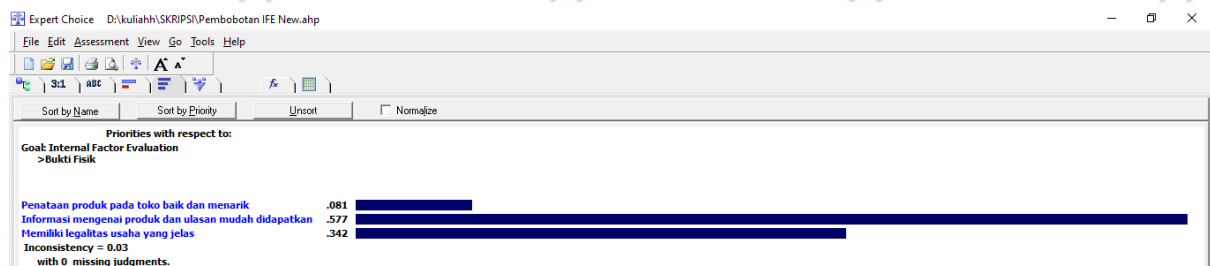 Expert Choice D:\kuliahh\SKRIPSI\Pembobotan IFE New.ahp
File Edit Assessment View Go Tools Help
A A
3:1 ABC fx
Sort by Name Sort by Priority Unsort Normalize
Priorities with respect to:
Goal: Internal Factor Evaluation
>Bukti Fisik
Penataan produk pada toko baik dan menarik .081
Informasi mengenai produk dan ulasan mudah didapatkan .577
Memiliki legalitas usaha yang jelas .342
Inconsistency = 0.03
with 0 missing judgments.